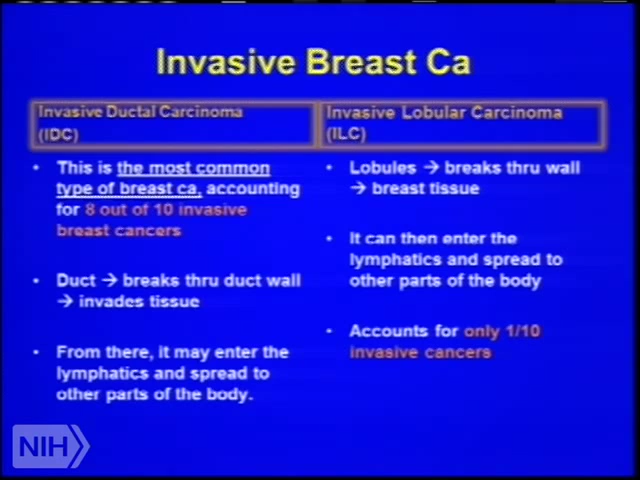 Invasive Breast Ca
Invasive Ductal Carcinoma
(IDC)
• This is the most common
type of breast ca, accounting
for 8 out of 10 invasive
breast cancers
• Duct → breaks thru duct wall
→ invades tissue
• From there, it may enter the
lymphatics and spread to
other parts of the body.
Invasive Lobular Carcinoma
(ILC)
• Lobules → breaks thru wall
→ breast tissue
• It can then enter the
lymphatics and spread to
other parts of the body
• Accounts for only 1/10
invasive cancers
NIH